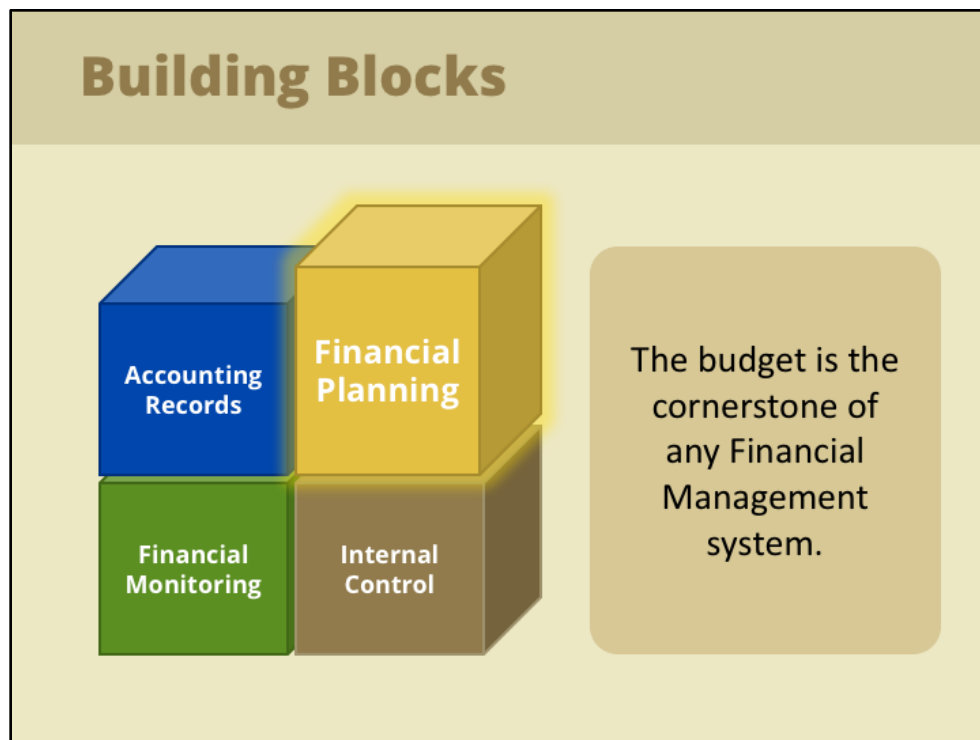 Building Blocks
Accounting
Records
Financial
Planning
Financial
Monitoring
Internal
Control
The budget is the
cornerstone of
any Financial
Management
system.